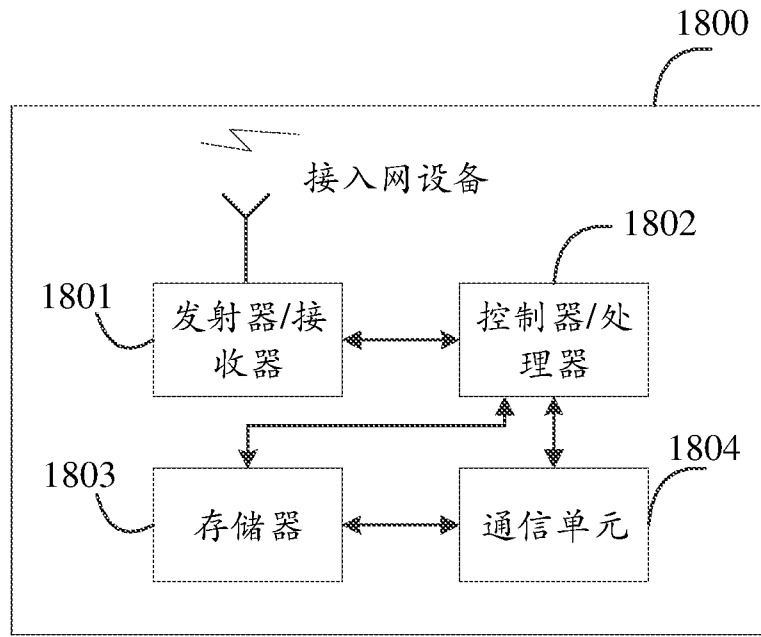 1800
接入网设备
1802
1801
发射器/接
收器
控制器/处
理器
1803
存储器
通信单元
1804